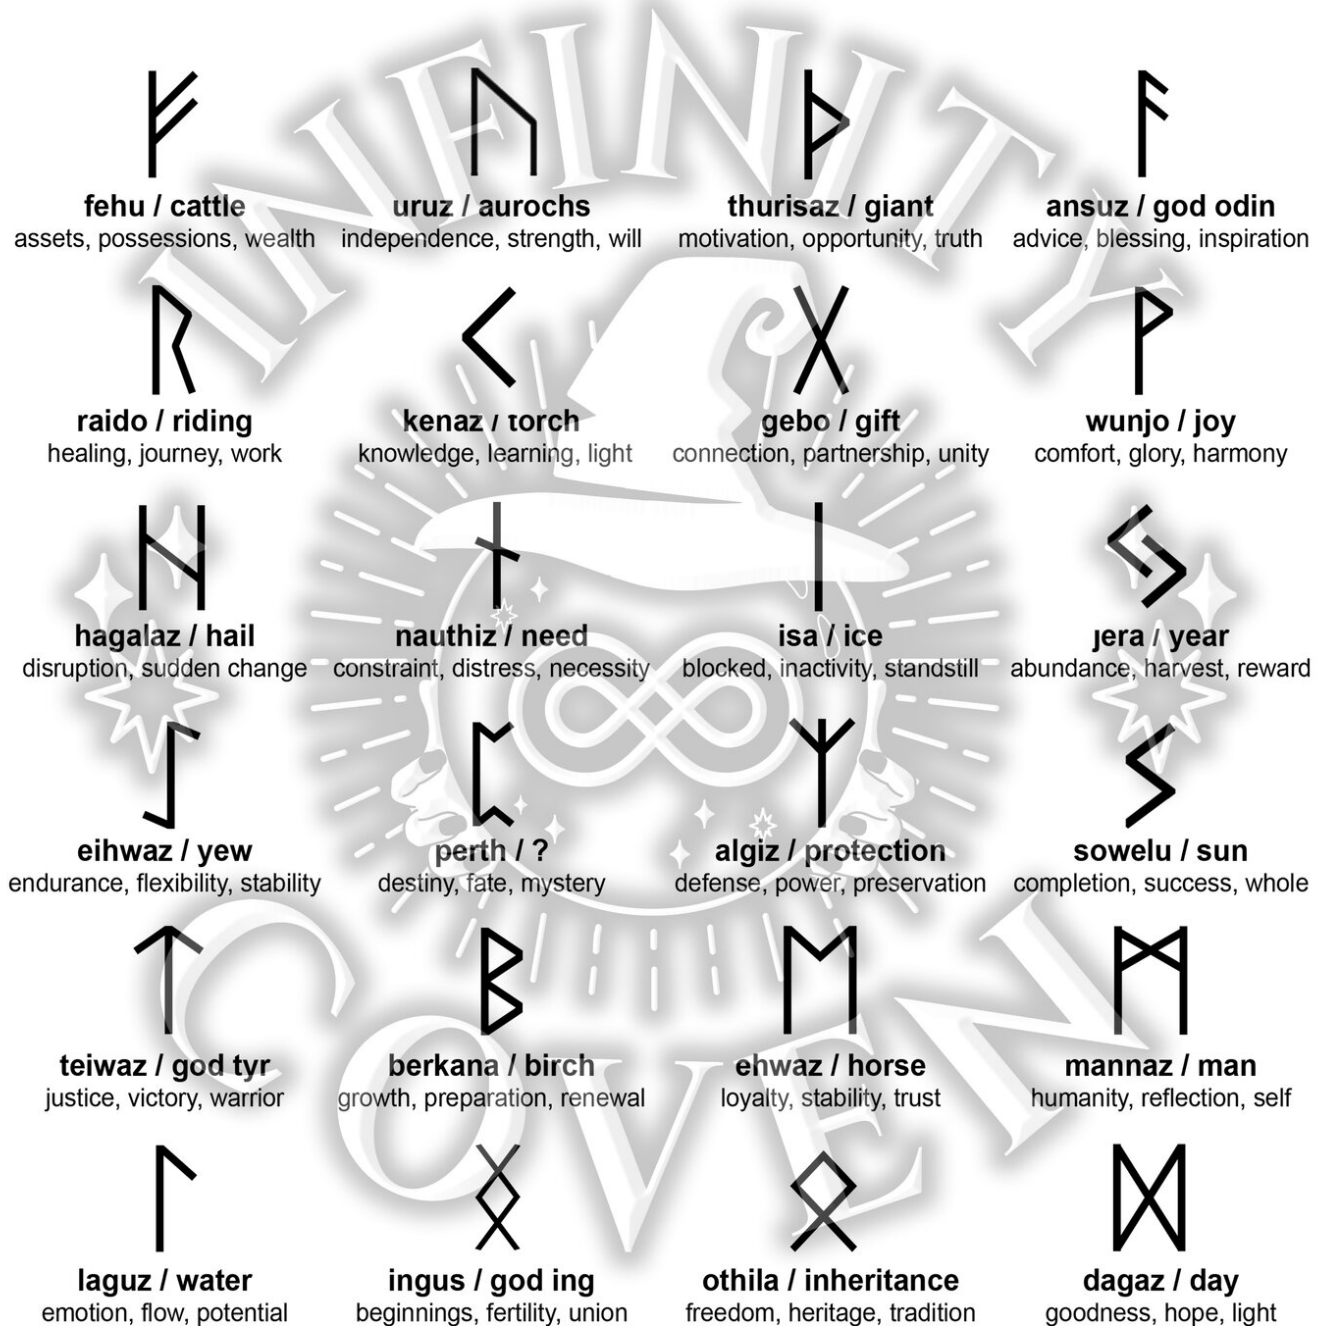 INFINITY
ᚠ ᚢ ᚦ ᚨ
fehu / cattle uruz / aurochs thurisaz / giant ansuz / god odin
assets, possessions, wealth independence, strength, will motivation, opportunity, truth advice, blessing, inspiration
ᚱ ᚲ ᚷ ᚹ
raido / riding kenaz / torch gebo / gift wunjo / joy
healing, journey, work knowledge, learning, light connection, partnership, unity comfort, glory, harmony
ᚺ ᚾ ᛁ ᛃ
hagalaz / hail nauthiz / need isa / ice jera / year
disruption, sudden change constraint, distress, necessity blocked, inactivity, standstill abundance, harvest, reward
ᛇ ᛈ ᛉ ᛊ
eihwaz / yew perth / ? algiz / protection sowelu / sun
endurance, flexibility, stability destiny, fate, mystery defense, power, preservation completion, success, whole
ᛏ ᛒ ᛖ ᛗ
teiwaz / god tyr berkana / birch ehwaz / horse mannaz / man
justice, victory, warrior growth, preparation, renewal loyalty, stability, trust humanity, reflection, self
ᛚ ᛝ ᛟ ᛞ
laguz / water ingus / god ing othila / inheritance dagaz / day
emotion, flow, potential beginnings, fertility, union freedom, heritage, tradition goodness, hope, light
COVEN